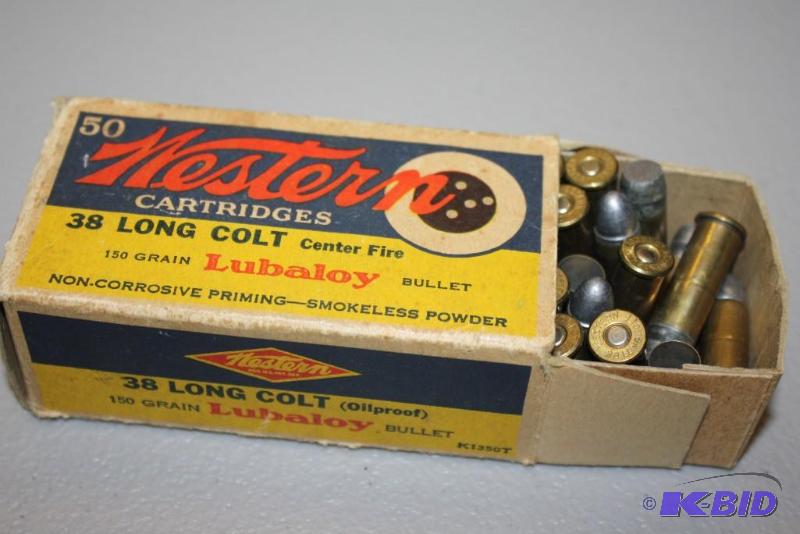 50
Western
CARTRIDGES
38 LONG COLT Center Fire
150 GRAIN Lubaloy BULLET
NON-CORROSIVE PRIMING—SMOKELESS POWDER
Western
38 LONG COLT (Oilproof)
150 GRAIN Lubaloy BULLET
K1350T
© K-BID